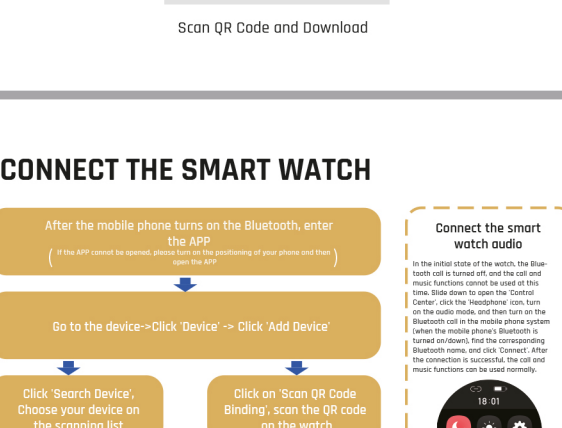 Scan QR Code and Download
CONNECT THE SMART WATCH
After the mobile phone turns on the Bluetooth, enter
the APP
( If the APP cannot be opened, please turn on the positioning of your phone and then
open the APP )
Go to the device->Click 'Device' -> Click 'Add Device'
Click 'Search Device',
Choose your device on
the scanning list
Click on 'Scan QR Code
Binding', scan the QR code
on the watch
Connect the smart
watch audio
In the initial state of the watch, the Blue-
tooth call is turned off, and the call and
music functions cannot be used at this
time. Slide down to open the 'Control
Center', click the 'Headphone' icon, turn
on the audio mode, and then turn on the
Bluetooth call in the mobile phone system
(when the mobile phone's Bluetooth is
turned on/down), find the corresponding
Bluetooth name, and click 'Connect'. After
the connection is successful, the call and
music functions can be used normally.
18:01